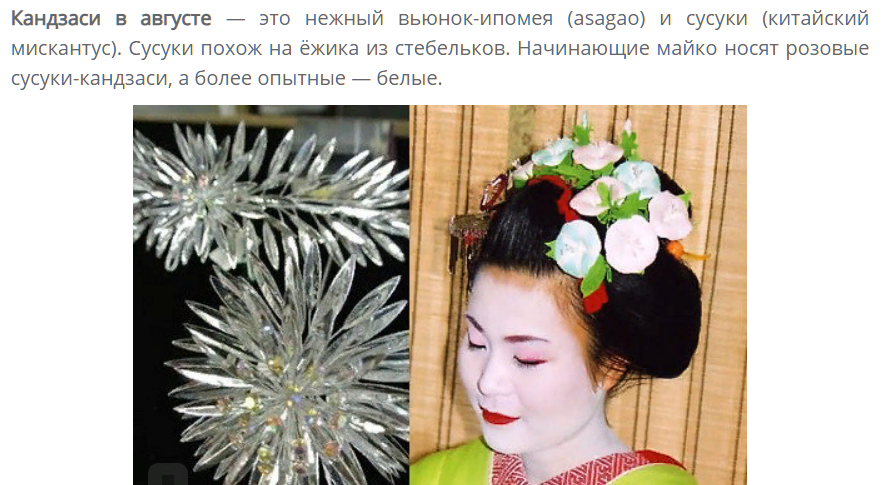 Кандзаси в августе — это нежный вьюнок-ипомея (asagao) и сусуки (китайский
мискантус). Сусуки похож на ёжика из стебельков. Начинающие майко носят розовые
сусуки-кандзаси, а более опытные — белые.